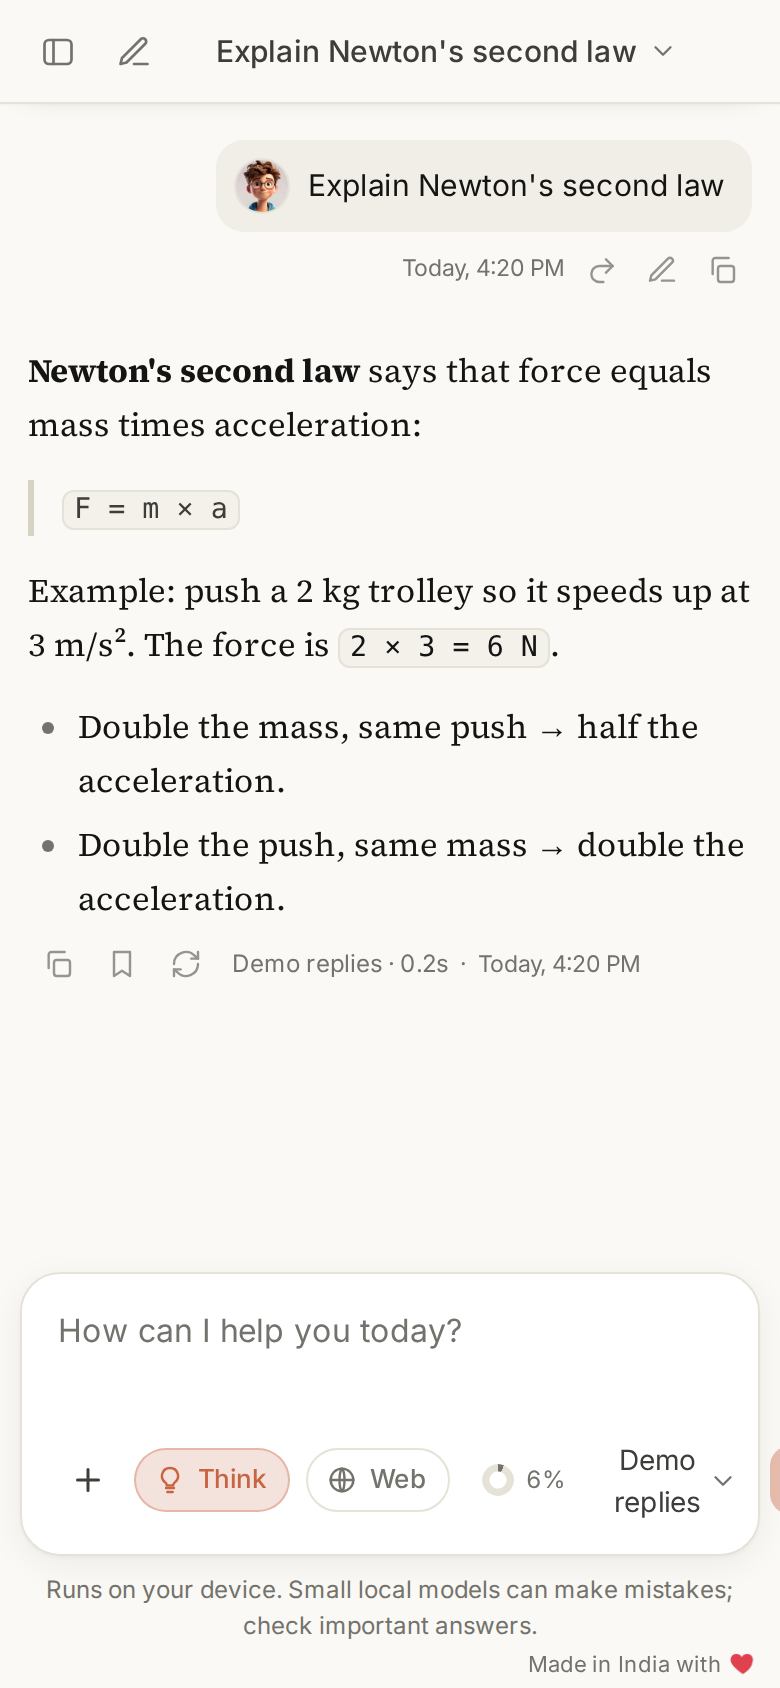 Explain Newton's second law
Explain Newton's second law
Today, 4:20 PM
Newton's second law says that force equals
mass times acceleration:
F = m × a
Example: push a 2 kg trolley so it speeds up at
3 m/s². The force is 2 × 3 = 6 N.
• Double the mass, same push → half the
acceleration.
• Double the push, same mass → double the
acceleration.
Demo replies · 0.2s · Today, 4:20 PM
How can I help you today?
Think Web 6% Demo
replies
Runs on your device. Small local models can make mistakes;
check important answers.
Made in India with ❤️